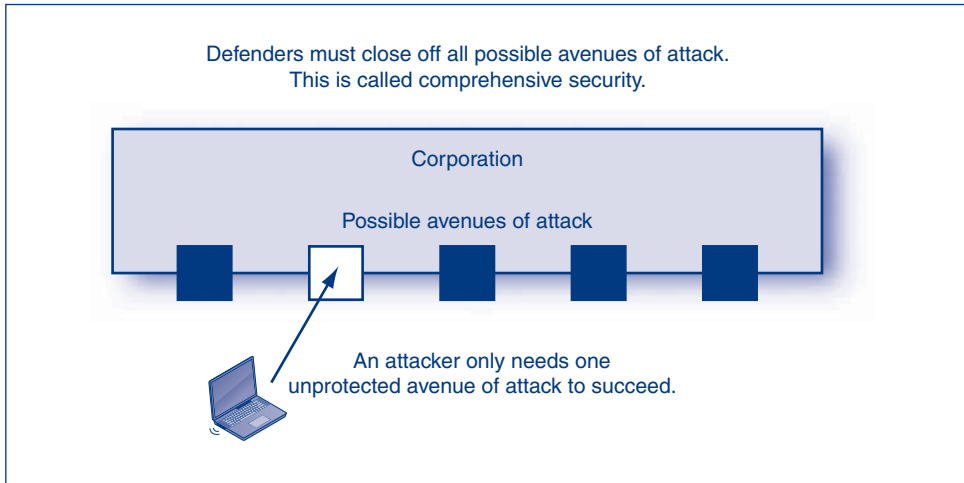 Defenders must close off all possible avenues of attack.
This is called comprehensive security.
Corporation
Possible avenues of attack
An attacker only needs one
unprotected avenue of attack to succeed.